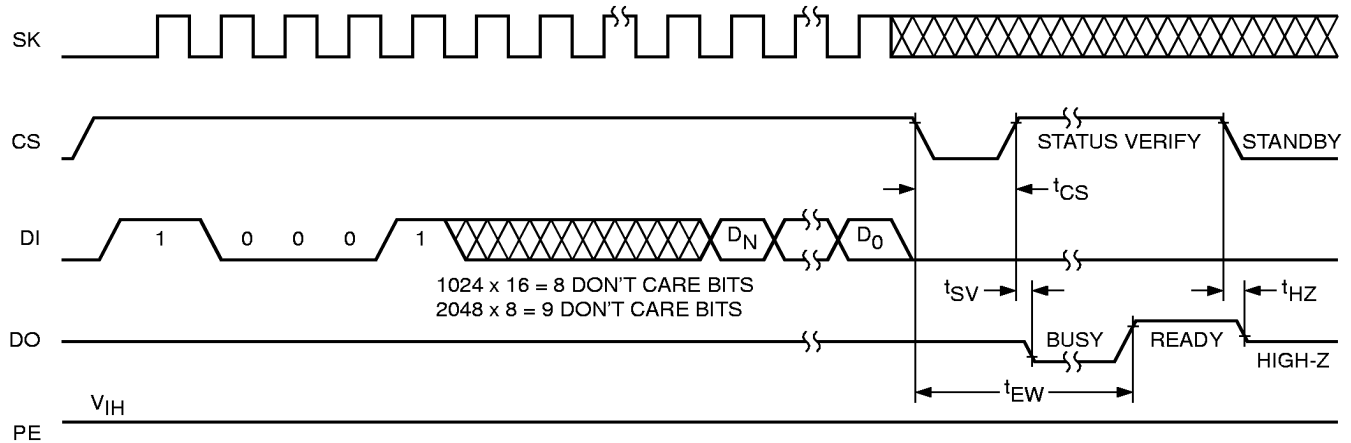 SK
CS
STATUS VERIFY
STANDBY
tCS
DI
1 0 0 0 1
DN
D0
1024 x 16 = 8 DON'T CARE BITS
2048 x 8 = 9 DON'T CARE BITS
tSV
tHZ
DO
BUSY
READY
HIGH-Z
tEW
VIH
PE